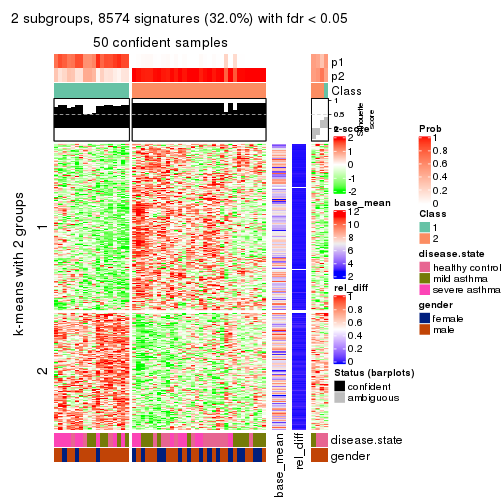 2 subgroups, 8574 signatures (32.0%) with fdr < 0.05
50 confident samples
p1
p2
Class
1
0.5
0
Silhouette
score
k-means with 2 groups
1
2
z-score
2
1
0
-1
-2
base_mean
12
10
8
6
4
2
rel_diff
1
0.8
0.6
0.4
0.2
0
Status (barplots)
confident
ambiguous
Prob
1
0.8
0.6
0.4
0.2
0
Class
1
2
disease.state
healthy control
mild asthma
severe asthma
gender
female
male
disease.state
gender
base_mean
rel_diff